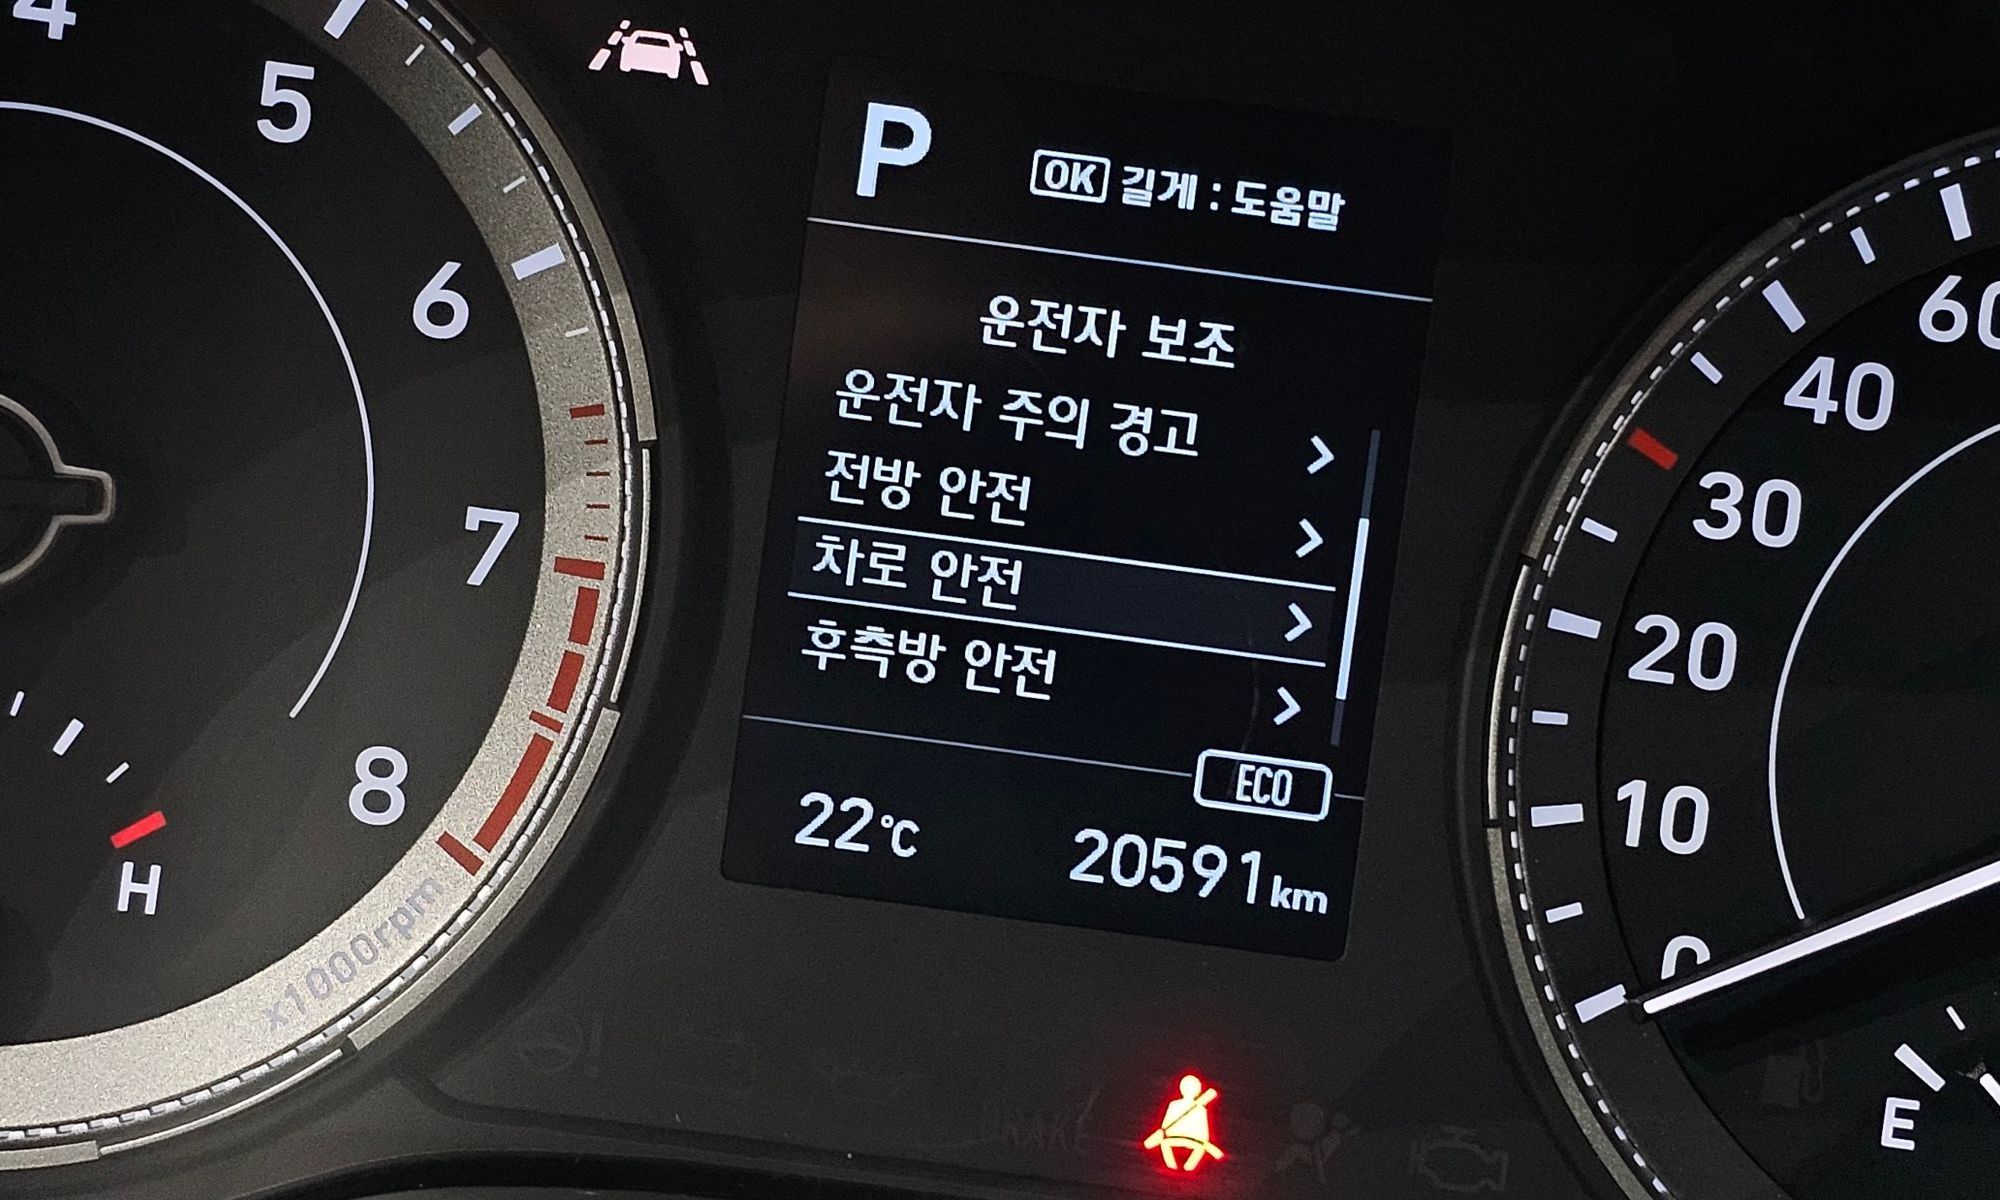 4
5
6
7
8
H
x1000rpm
P
OK 길게 : 도움말
운전자 보조
운전자 주의 경고
전방 안전
차로 안전
후측방 안전
ECO
22°C
20591km
60
40
30
20
10
0
E